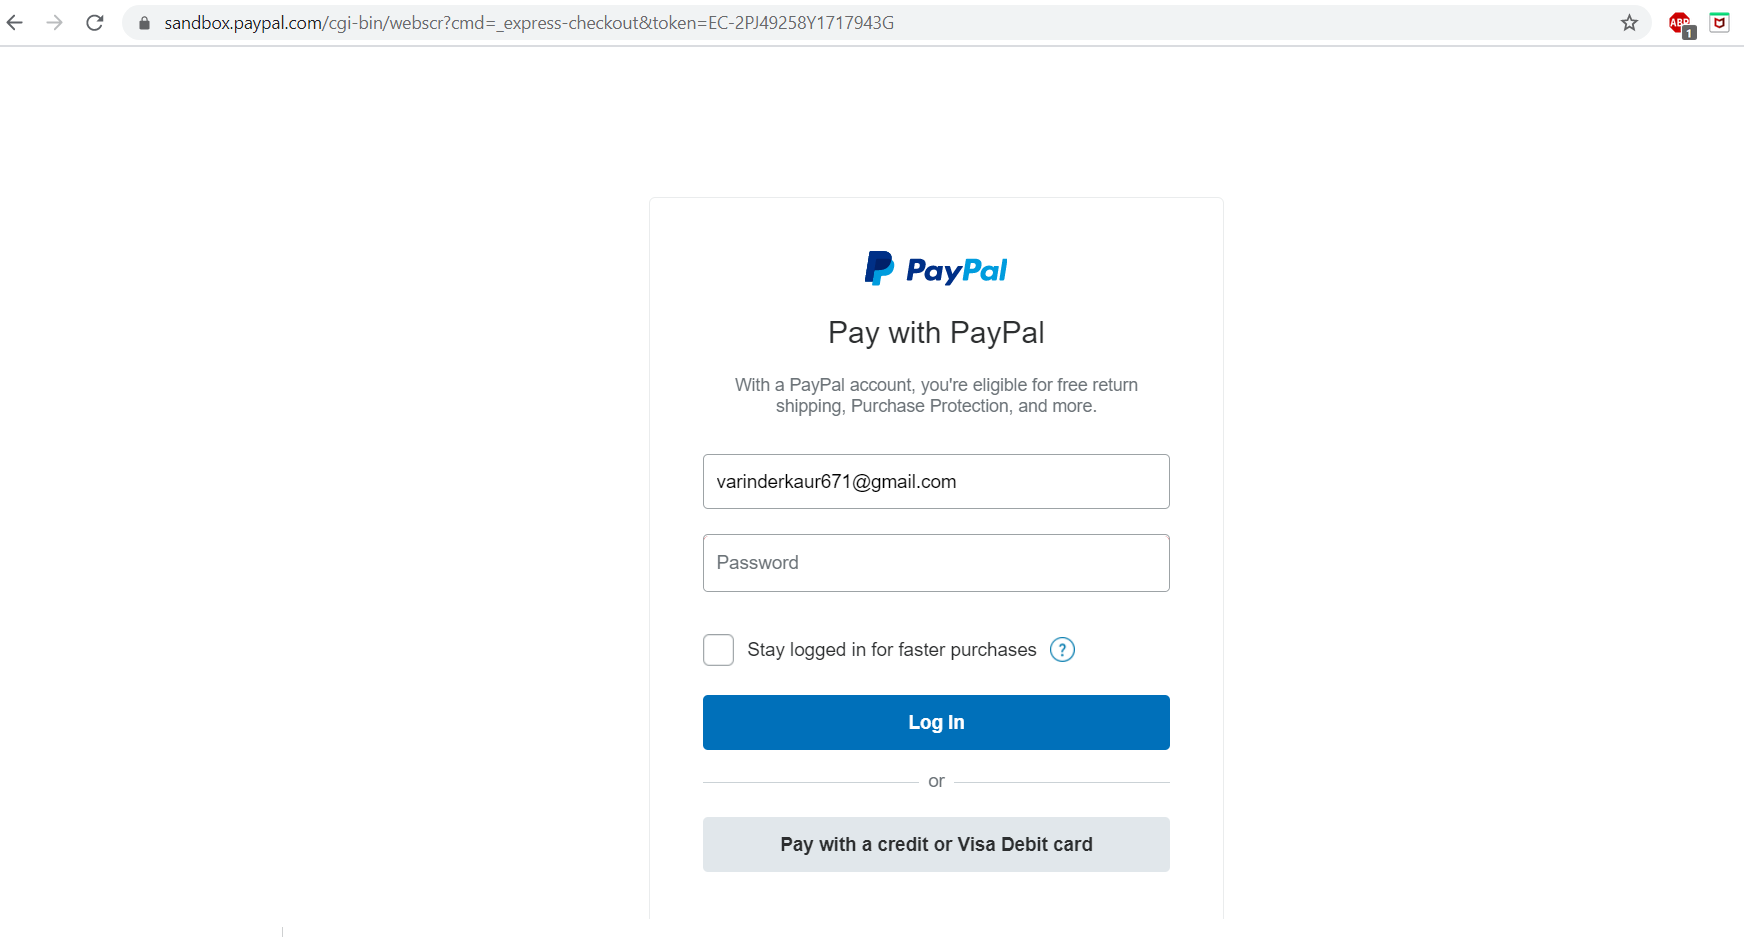 sandbox.paypal.com/cgi-bin/webscr?cmd=_express-checkout&token=EC-2PJ49258Y1717943G
ABP
1
PayPal
Pay with PayPal
With a PayPal account, you're eligible for free return
shipping, Purchase Protection, and more.
varinderkaur671@gmail.com
Password
Stay logged in for faster purchases ?
Log In
or
Pay with a credit or Visa Debit card